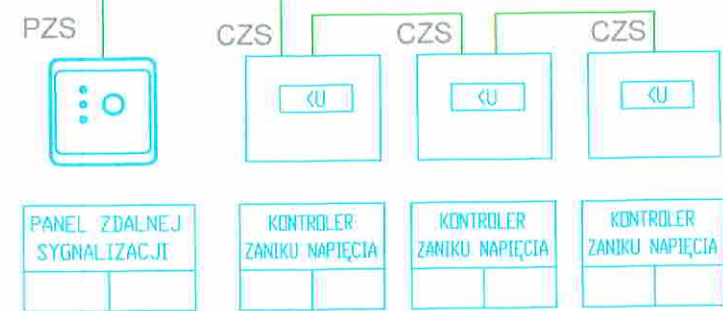 PZS CZS CZS CZS
<U <U <U
PANEL ZDALNEJ
SYGNALIZACJI
KONTROLER
ZANIKU NAPIĘCIA
KONTROLER
ZANIKU NAPIĘCIA
KONTROLER
ZANIKU NAPIĘCIA